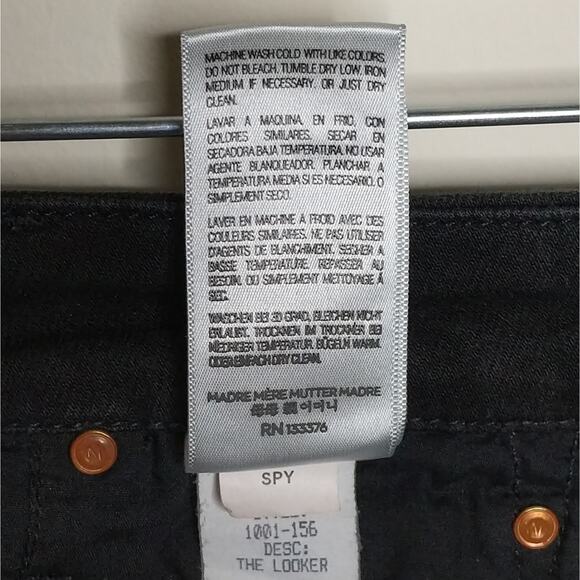 MACHINE WASH COLD WITH LIKE COLORS.
DO NOT BLEACH. TUMBLE DRY LOW. IRON
MEDIUM IF NECESSARY. OR JUST DRY
CLEAN.
LAVAR A MAQUINA, EN FRIO, CON
COLORES SIMILARES. SECAR EN
SECADORA BAJA TEMPERATURA. NO USAR
AGENTE BLANQUEADOR. PLANCHAR A
TEMPERATURA MEDIA SI ES NECESARIO. O
SIMPLEMENT SECO.
LAVER EN MACHINE À FROID AVEC DES
COULEURS SIMILAIRES. NE PAS UTILISER
D'AGENTS DE BLANCHIMENT. SECHER A
BASSE TEMPERATURE. REPASSER AU
BESOIN. OU SIMPLEMENT METTOYAGE À
SEC.
WASCHEN BEI 30 GRAD, BLEICHEN NICHT
ERLAUBT. TROCKNEN IM TROCKNER BEI
NIEDRIGER TEMPERATUR. BÜGELN WARM.
ODER EINFACH DRY CLEAN.
MADRE MÈRE MUTTER MADRE
어머니
RN 133376
SPY
1001-156
DESC:
THE LOOKER